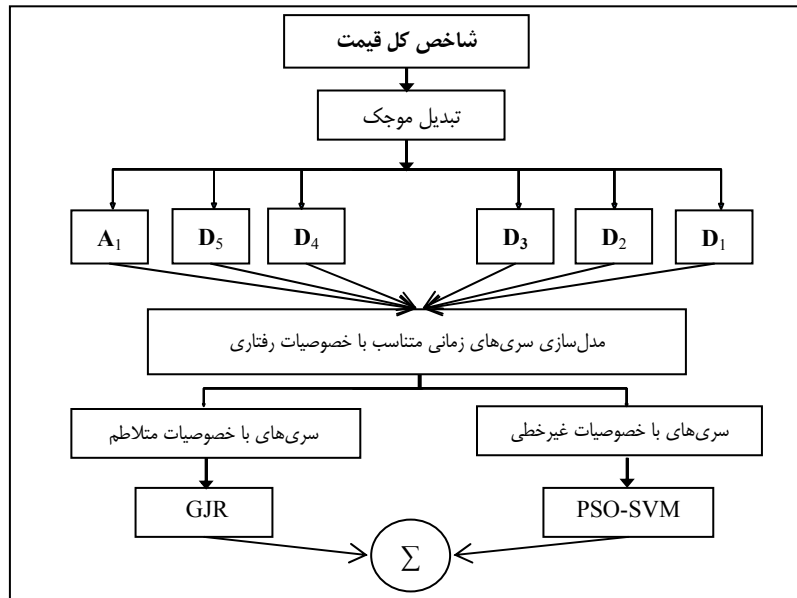 شاخص کل قیمت
تبدیل موجک
A1 D5 D4 D3 D2 D1
مدل‌سازی سری‌های زمانی متناسب با خصوصیات رفتاری
سری‌های با خصوصیات غیرخطی
سری‌های با خصوصیات متلاطم
PSO-SVM
GJR
∑